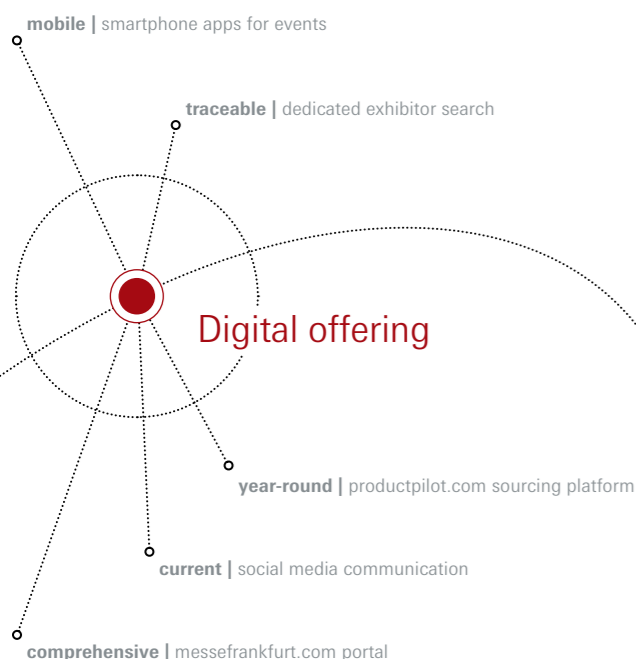 mobile | smartphone apps for events
traceable | dedicated exhibitor search
Digital offering
year-round | productpilot.com sourcing platform
current | social media communication
comprehensive | messefrankfurt.com portal